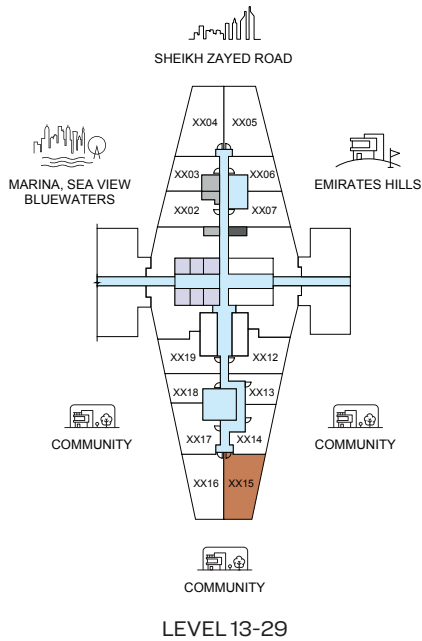 SHEIKH ZAYED ROAD
XX04
XX05
MARINA, SEA VIEW
BLUEWATERS
EMIRATES HILLS
XX03
XX06
XX02
XX07
XX19
XX12
XX18
XX13
COMMUNITY
COMMUNITY
XX17
XX14
XX16
XX15
COMMUNITY
LEVEL 13-29